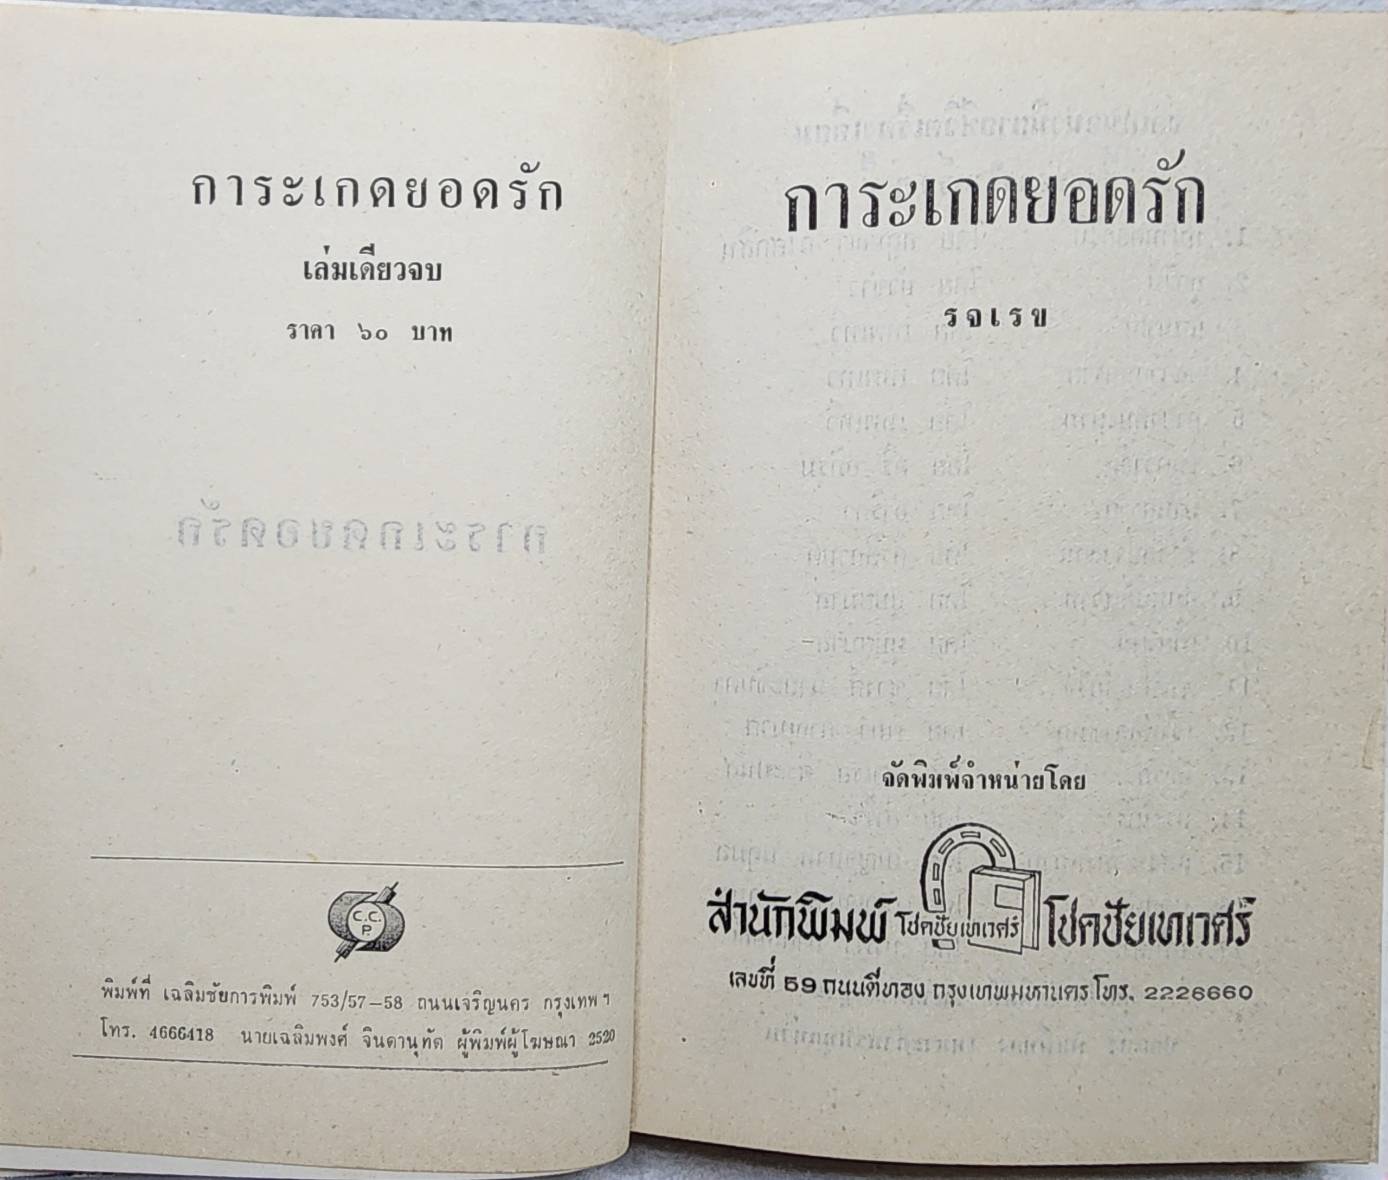 การะเกดยอดรัก
เล่มเดียวจบ
ราคา ๖๐ บาท
C.C.
P.
พิมพ์ที่ เฉลิมชัยการพิมพ์ 753/57-58 ถนนเจริญนคร กรุงเทพฯ
โทร. 4666418 นายเฉลิมพงศ์ จินดานุทัต ผู้พิมพ์ผู้โฆษณา 2520
การะเกดยอดรัก
รจเรข
จัดพิมพ์จำหน่ายโดย
สำนักพิมพ์ โชคชัยเทเวศร์ โชคชัยเทเวศร์
เลขที่ 59 ถนนตีทอง กรุงเทพมหานคร โทร. 2226660